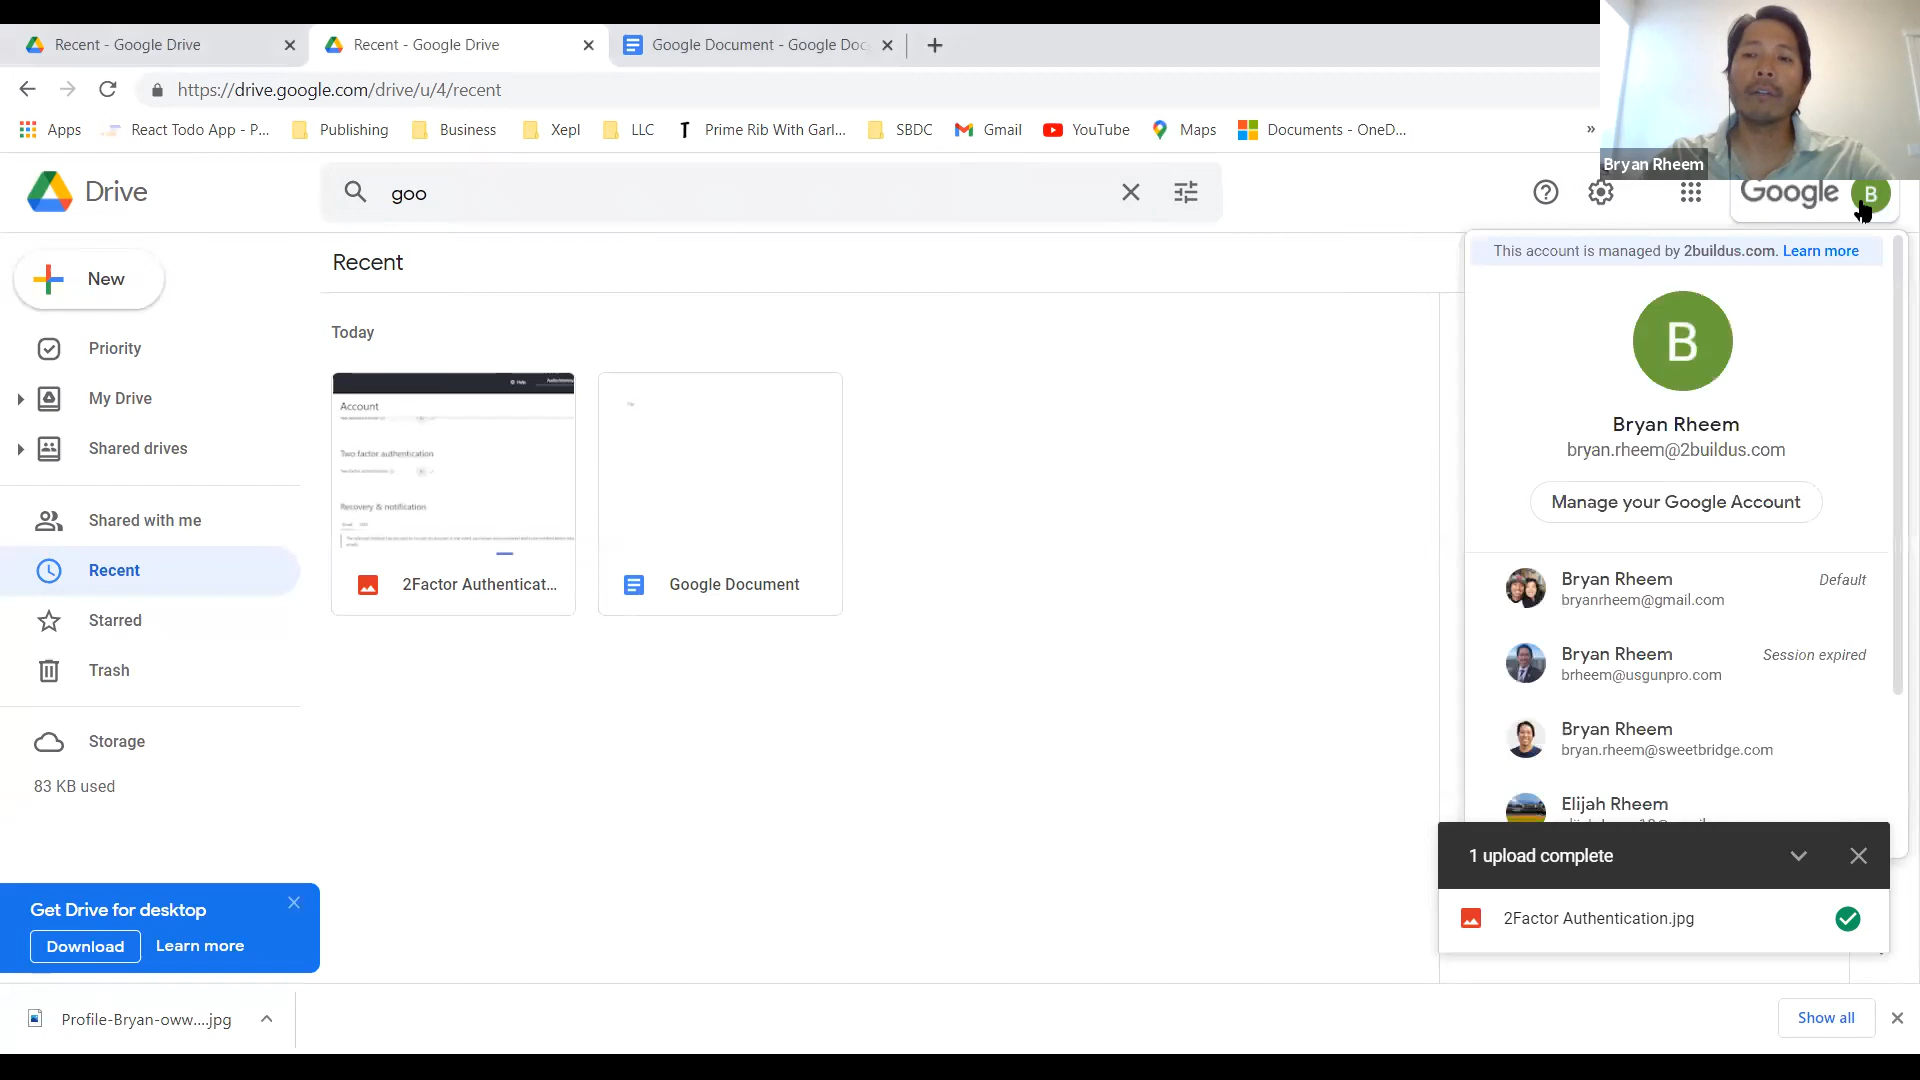 Recent - Google Drive
Recent - Google Drive
Google Document - Google Doc
https://drive.google.com/drive/u/4/recent
Apps
React Todo App - P...
Publishing
Business
Xepl
LLC
Prime Rib With Garl...
SBDC
Gmail
YouTube
Maps
Documents - OneD...
»
Bryan Rheem
Drive
goo
Google
B
New
Recent
This account is managed by 2buildus.com. Learn more
B
Bryan Rheem
bryan.rheem@2buildus.com
Manage your Google Account
Priority
My Drive
Shared drives
Shared with me
Recent
Starred
Trash
Storage
83 KB used
Today
Help
Account
Two factor authentication
Recovery & notification
2Factor Authenticat...
Google Document
Bryan Rheem
Default
bryanrheem@gmail.com
Bryan Rheem
Session expired
brheem@usgunpro.com
Bryan Rheem
bryan.rheem@sweetbridge.com
Elijah Rheem
1 upload complete
2Factor Authentication.jpg
Get Drive for desktop
Download
Learn more
Profile-Bryan-oww....jpg
Show all